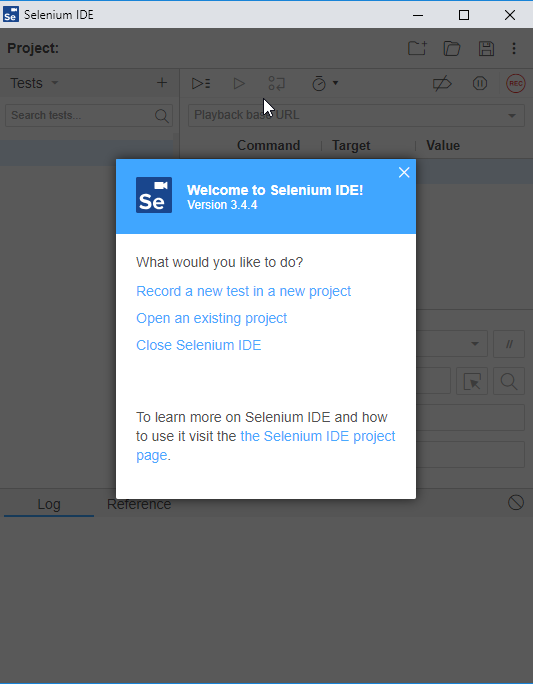 Se Selenium IDE
Project:
Tests
REC
Search tests...
Playback base URL
Command Target Value
Se
Welcome to Selenium IDE!
Version 3.4.4
What would you like to do?
Record a new test in a new project
Open an existing project
Close Selenium IDE
//
To learn more on Selenium IDE and how
to use it visit the the Selenium IDE project
page.
Log Reference